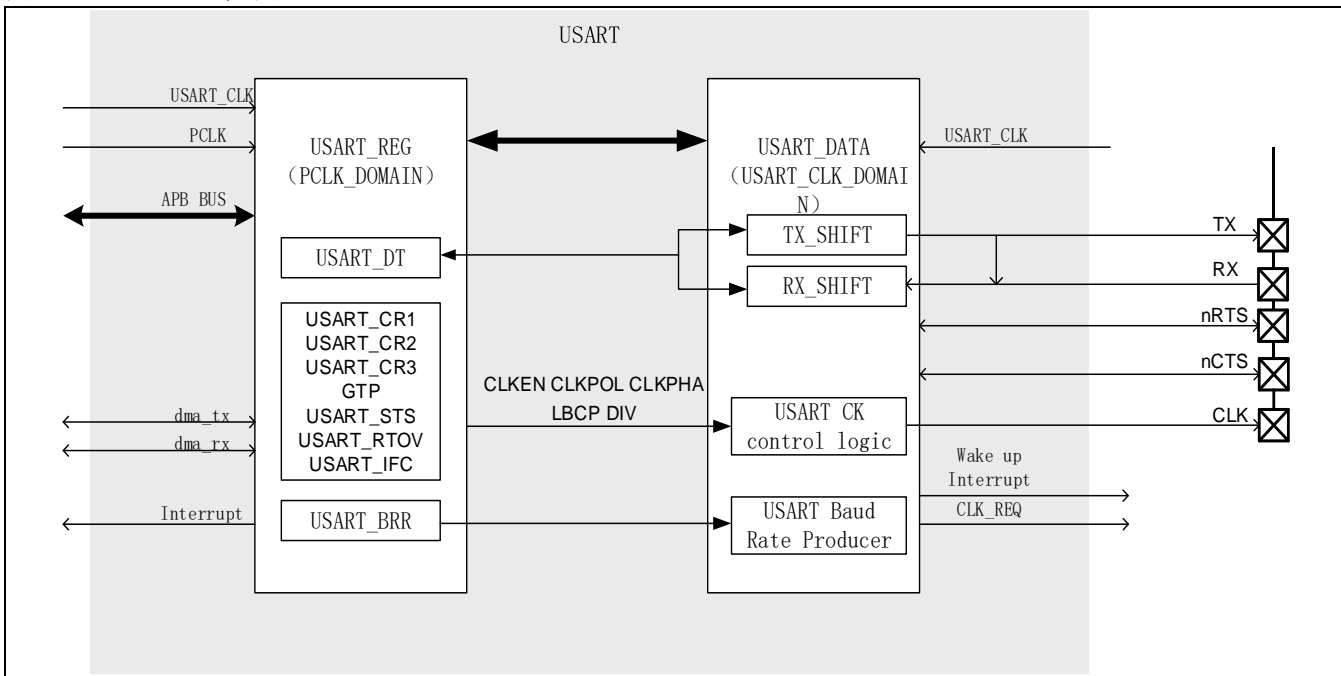 USART
USART_CLK
PCLK
APB BUS
dma_tx
dma_rx
Interrupt
USART_REG
（PCLK_DOMAIN）
USART_DT
USART_CR1
USART_CR2
USART_CR3
GTP
USART_STS
USART_RTOV
USART_IFC
USART_BRR
CLKEN CLKPOL CLKPHA
LBCP DIV
USART_DATA
（USART_CLK_DOMAI
N）
TX_SHIFT
RX_SHIFT
USART CK
control logic
USART Baud
Rate Producer
USART_CLK
TX
RX
nRTS
nCTS
CLK
Wake up
Interrupt
CLK_REQ